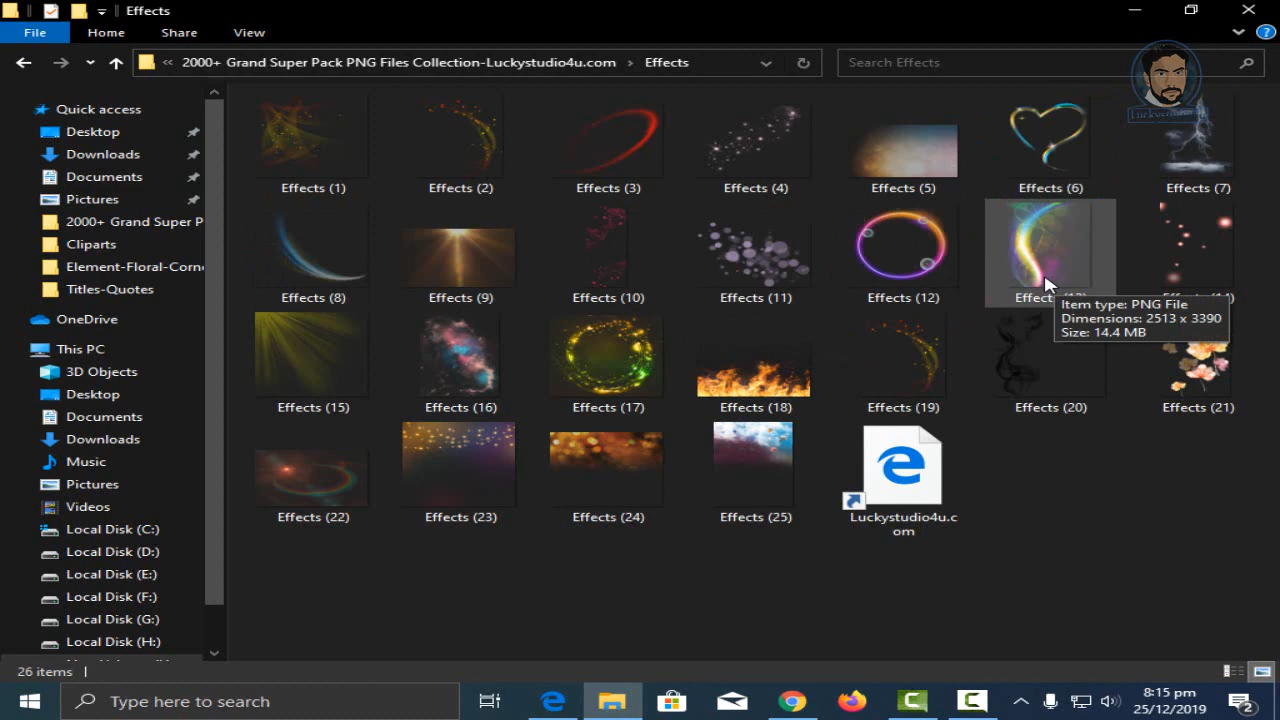 Effects
File Home Share View
« 2000+ Grand Super Pack PNG Files Collection-Luckystudio4u.com › Effects
Search Effects
Quick access
Desktop
Downloads
Documents
Pictures
2000+ Grand Super P
Cliparts
Element-Floral-Corn
Titles-Quotes
OneDrive
This PC
3D Objects
Desktop
Documents
Downloads
Music
Pictures
Videos
Local Disk (C:)
Local Disk (D:)
Local Disk (E:)
Local Disk (F:)
Local Disk (G:)
Local Disk (H:)
Effects (1) Effects (2) Effects (3) Effects (4) Effects (5) Effects (6) Effects (7)
Effects (8) Effects (9) Effects (10) Effects (11) Effects (12)
Item type: PNG File
Dimensions: 2513 x 3390
Size: 14.4 MB
Effects (15) Effects (16) Effects (17) Effects (18) Effects (19) Effects (20) Effects (21)
Effects (22) Effects (23) Effects (24) Effects (25) Luckystudio4u.c
om
26 items
Type here to search
8:15 pm
25/12/2019
2